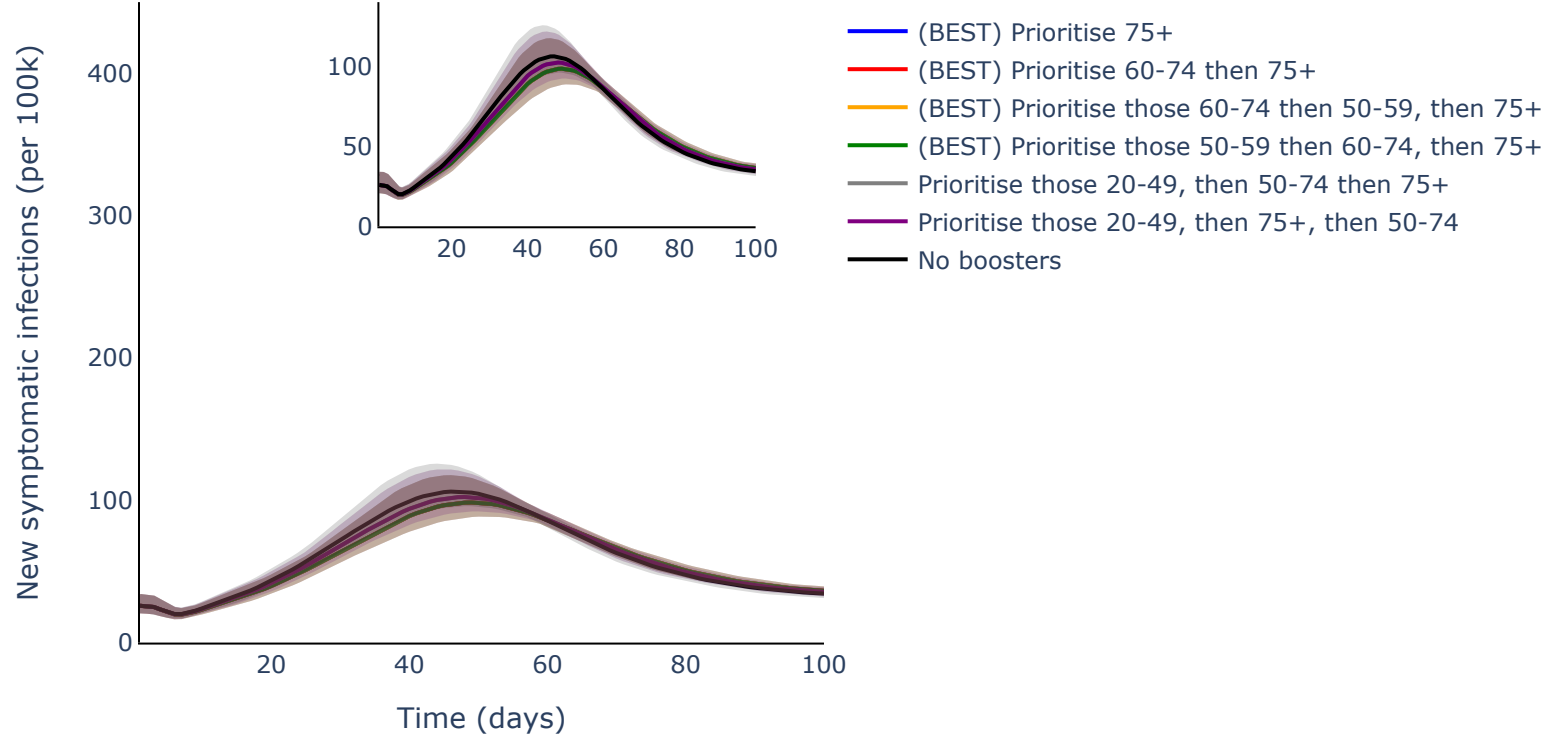 New symptomatic infections (per 100k)
400
300
200
100
0
20
40
60
80
100
Time (days)
100
50
0
20
40
60
80
100
(BEST) Prioritise 75+
(BEST) Prioritise 60-74 then 75+
(BEST) Prioritise those 60-74 then 50-59, then 75+
(BEST) Prioritise those 50-59 then 60-74, then 75+
Prioritise those 20-49, then 50-74 then 75+
Prioritise those 20-49, then 75+, then 50-74
No boosters